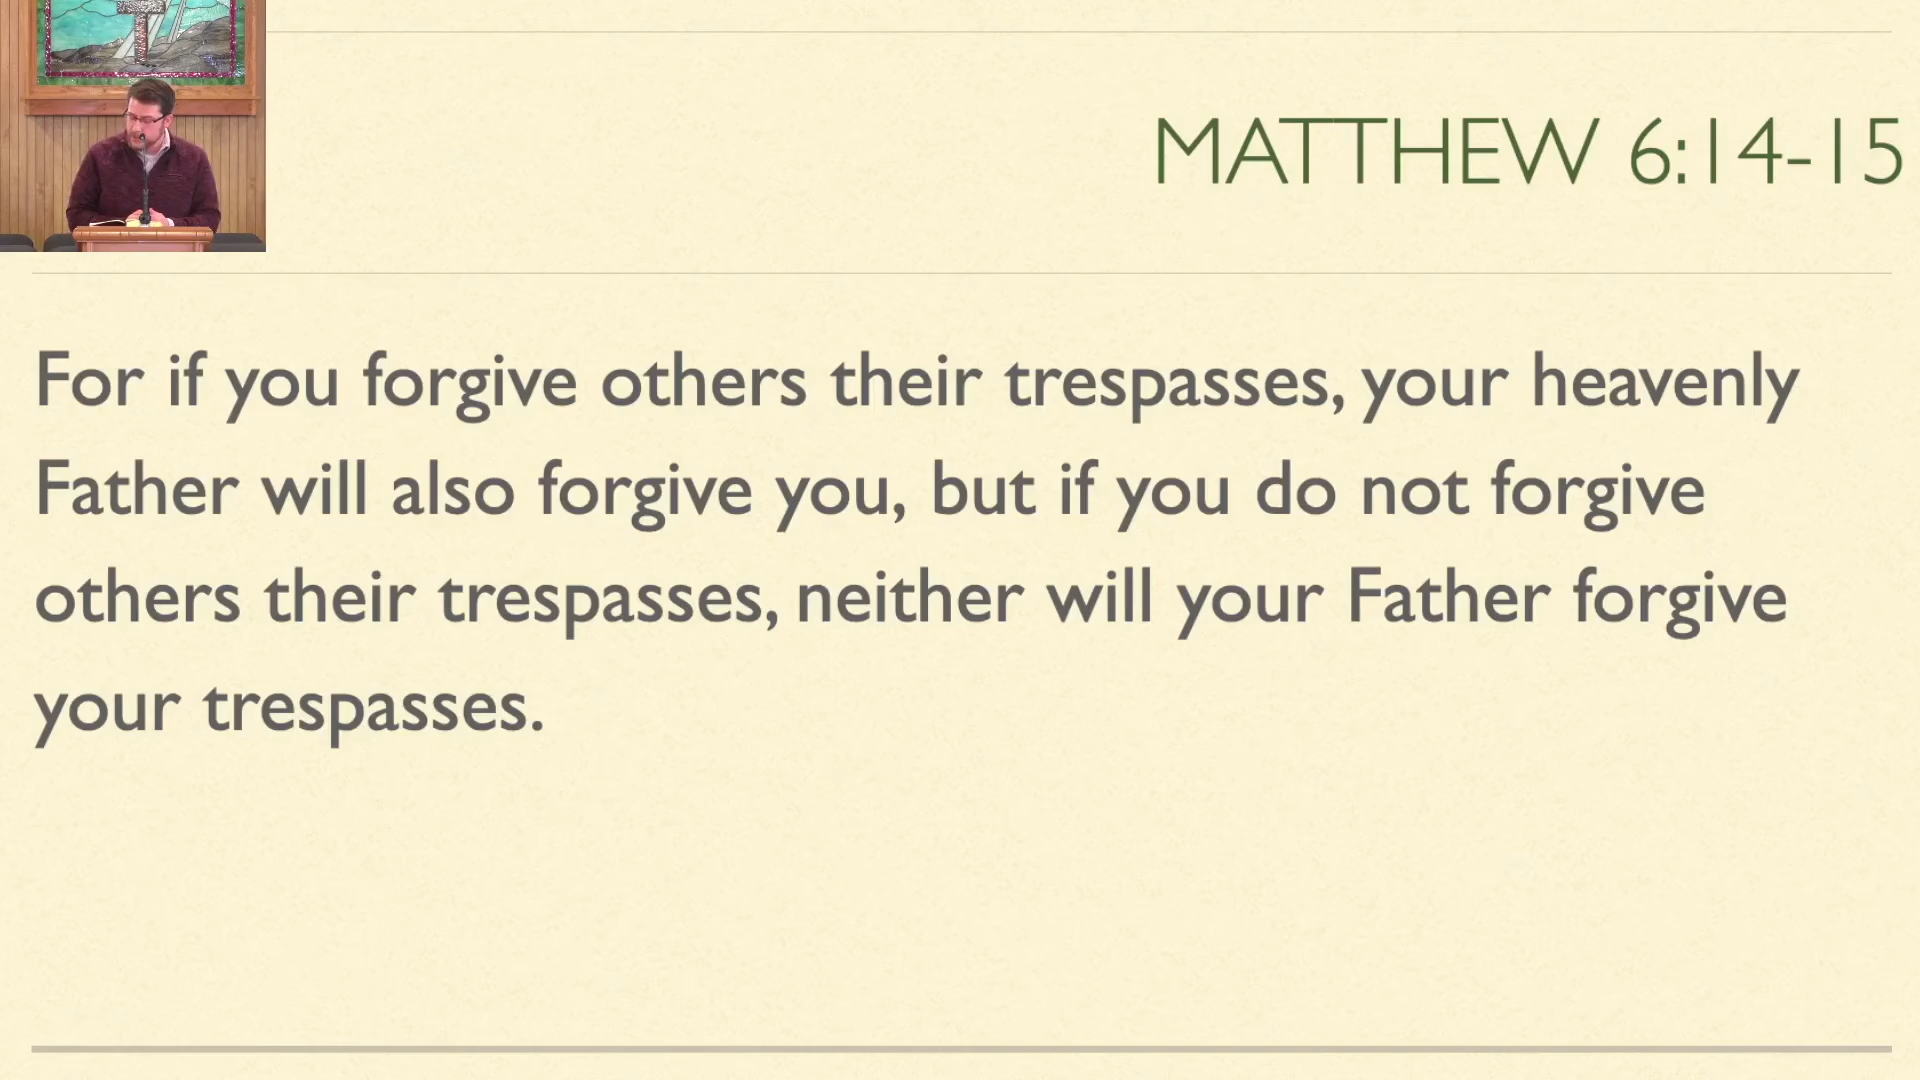 MATTHEW 6:14-15
For if you forgive others their trespasses, your heavenly
Father will also forgive you, but if you do not forgive
others their trespasses, neither will your Father forgive
your trespasses.